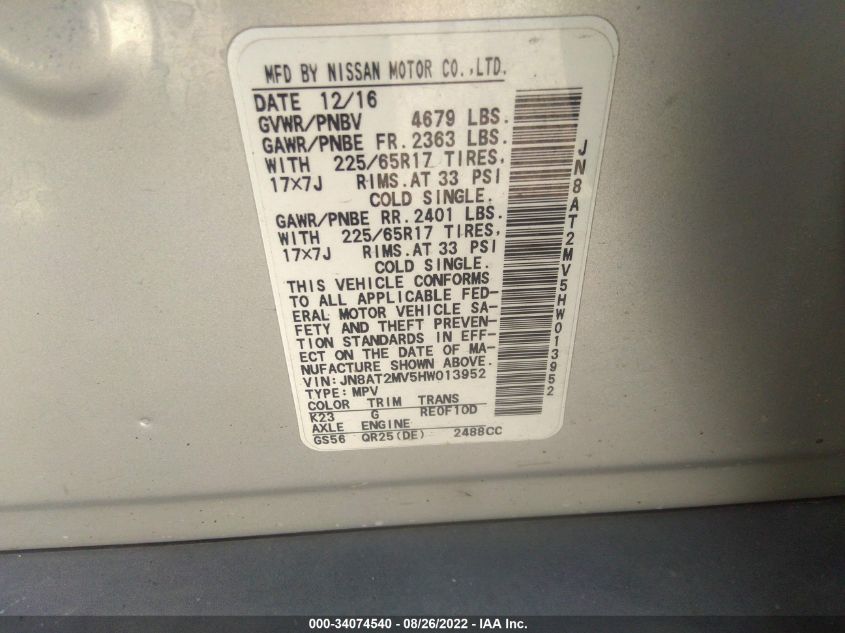 MFD BY NISSAN MOTOR CO.,LTD.
DATE 12/16
GVWR/PNBV 4679 LBS.
GAWR/PNBE FR. 2363 LBS.
WITH 225/65R17 TIRES,
17×7J RIMS.AT 33 PSI
COLD SINGLE.
GAWR/PNBE RR. 2401 LBS.
WITH 225/65R17 TIRES,
17×7J RIMS.AT 33 PSI
COLD SINGLE.
THIS VEHICLE CONFORMS
TO ALL APPLICABLE FED-
ERAL MOTOR VEHICLE SA-
FETY AND THEFT PREVEN-
TION STANDARDS IN EFF-
ECT ON THE DATE OF MA-
NUFACTURE SHOWN ABOVE.
VIN:JN8AT2MV5HW013952
TYPE:MPV
COLOR TRIM TRANS
K23 G RE0F10D
AXLE ENGINE
GS56 QR25(DE) 2488CC
JN8AT2MV5HW013952
000-34074540 - 08/26/2022 - IAA Inc.